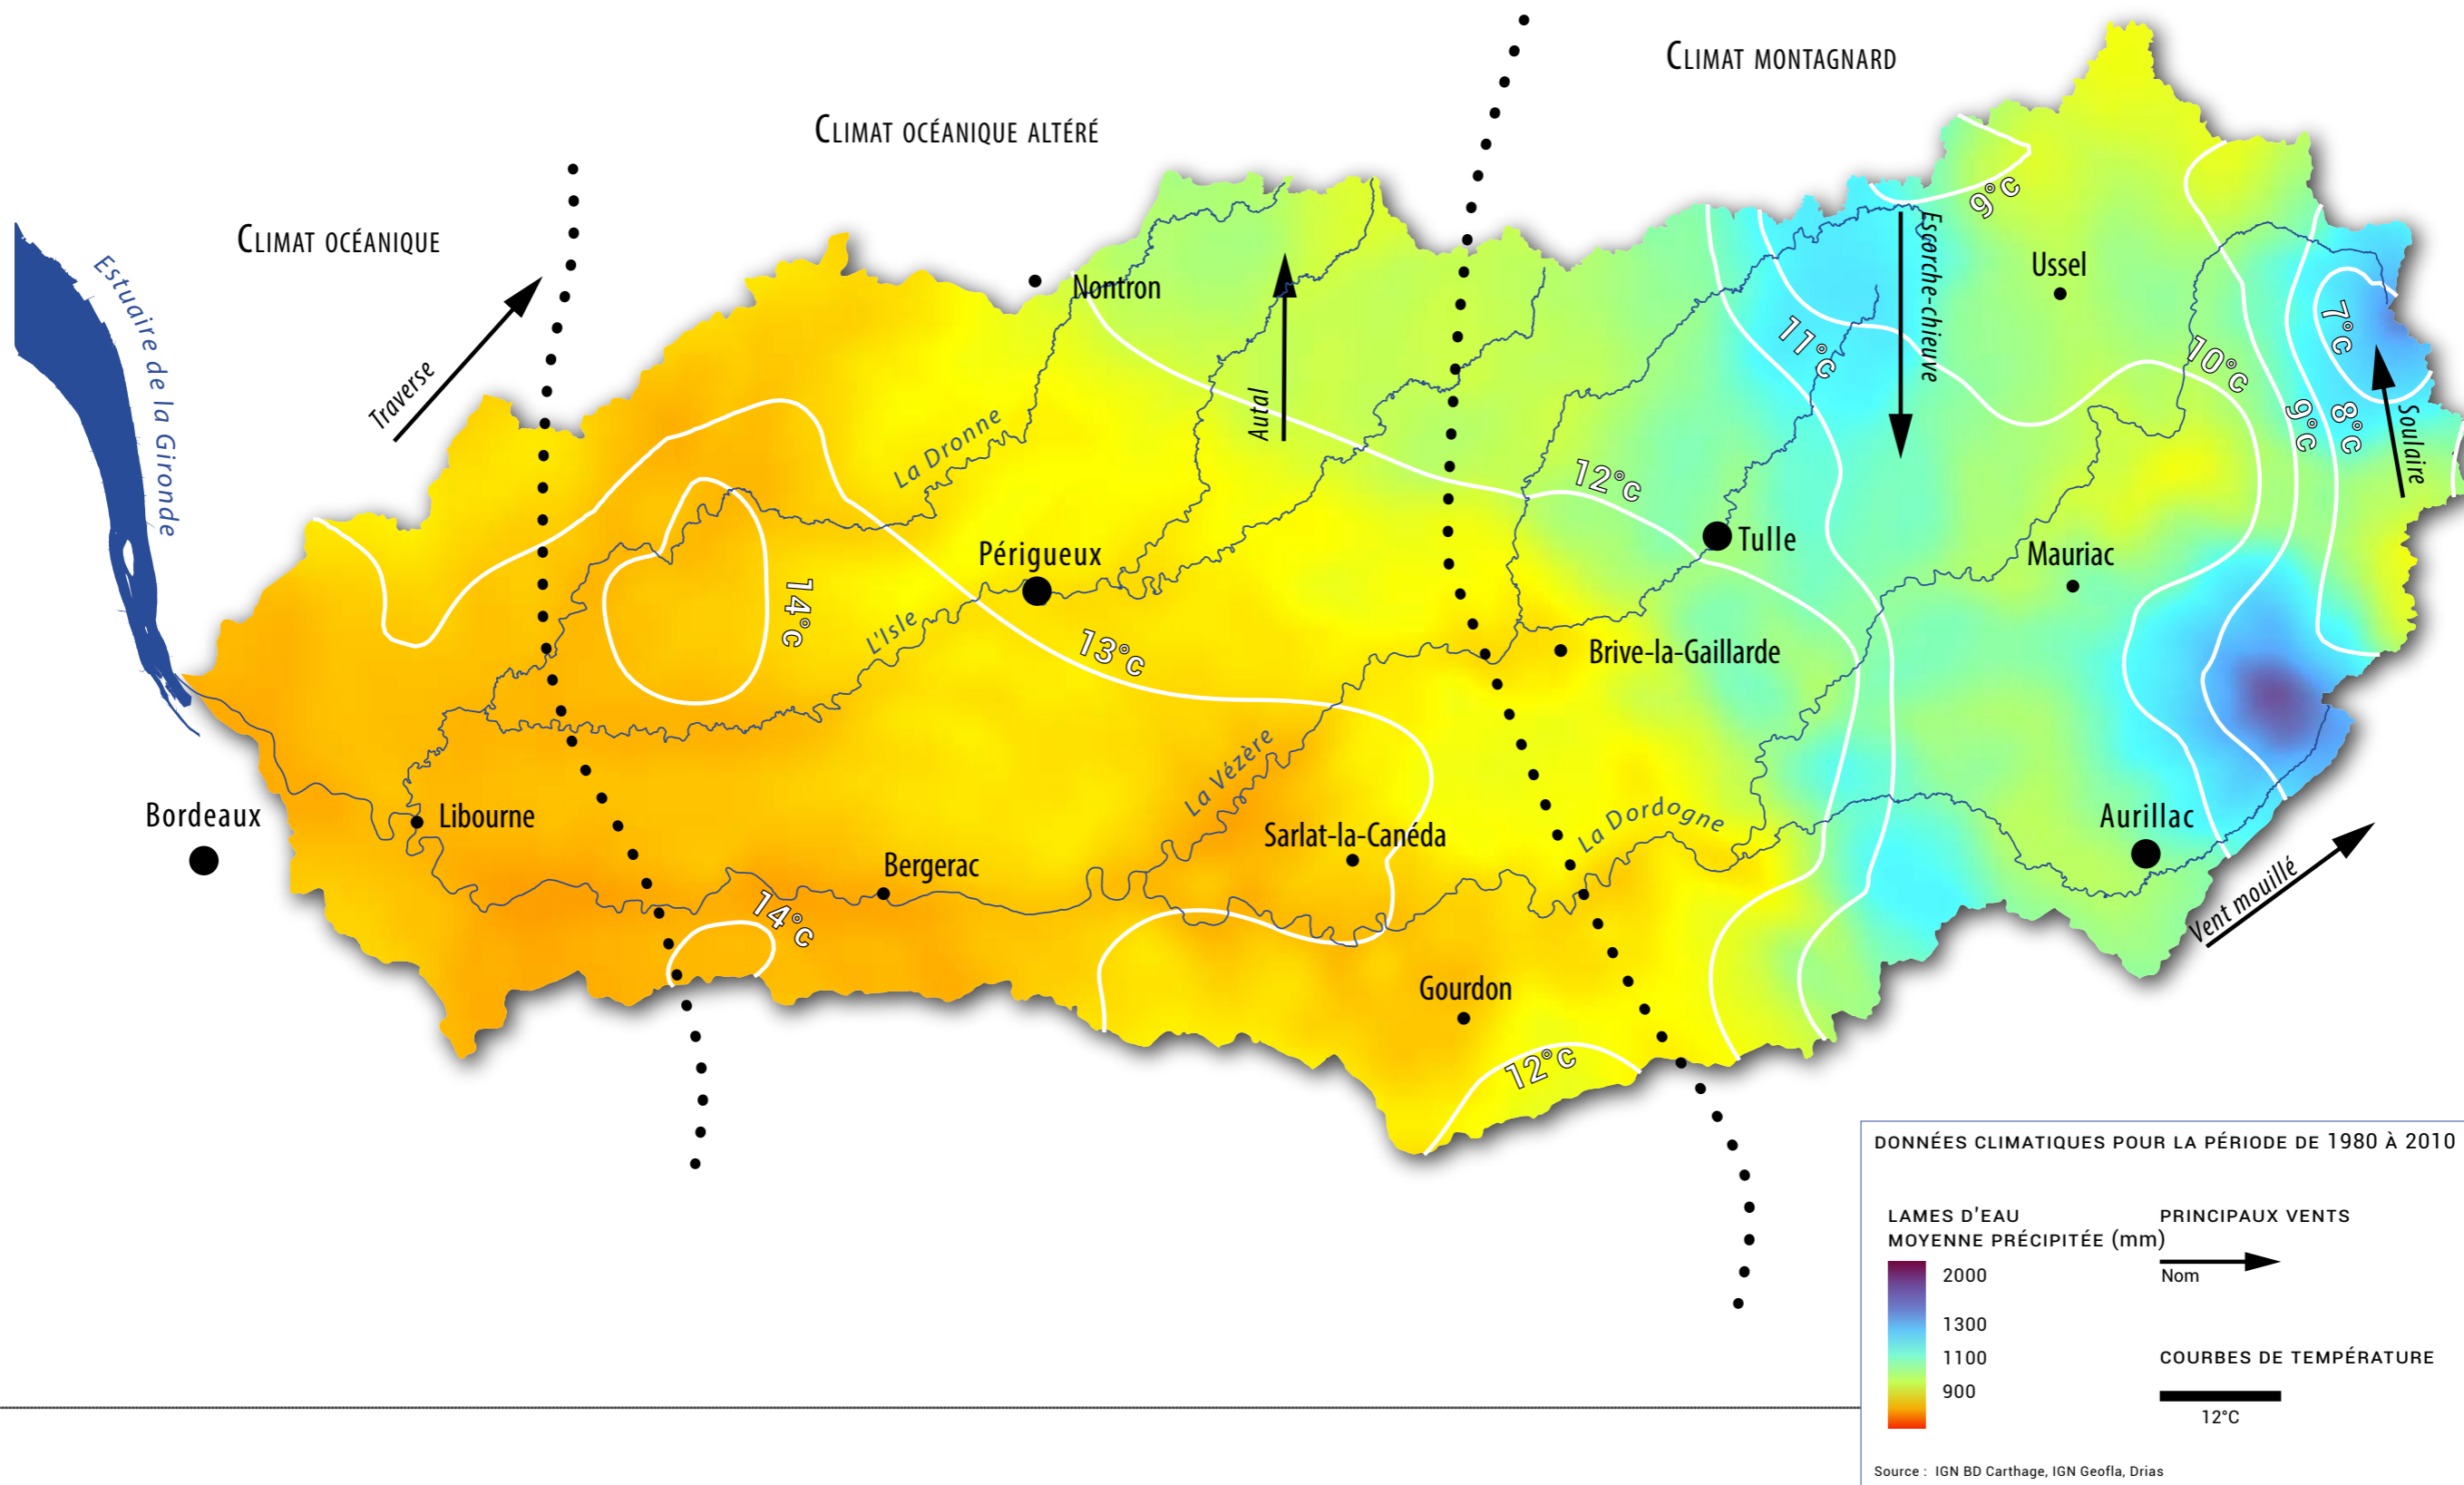 Climat montagnard
Climat océanique altéré
Climat océanique
Estuaire de la Gironde
Traverse
Nontron
Autal
Escarche-chieuve
9°c
Ussel
11°c
10°c
7°c
9°c
8°c
Soulaire
La Dronne
12°c
Tulle
Mauriac
Périgueux
14°c
L'Isle
13°c
Brive-la-Gaillarde
La Vézère
Bordeaux
Libourne
Bergerac
Sarlat-la-Canéda
La Dordogne
Aurillac
14°c
Vent mouillé
Gourdon
12°c
DONNÉES CLIMATIQUES POUR LA PÉRIODE DE 1980 À 2010
LAMES D'EAU
MOYENNE PRÉCIPITÉE (mm)
2000
1300
1100
900
PRINCIPAUX VENTS
Nom
COURBES DE TEMPÉRATURE
12°C
Source : IGN BD Carthage, IGN Geofla, Drias